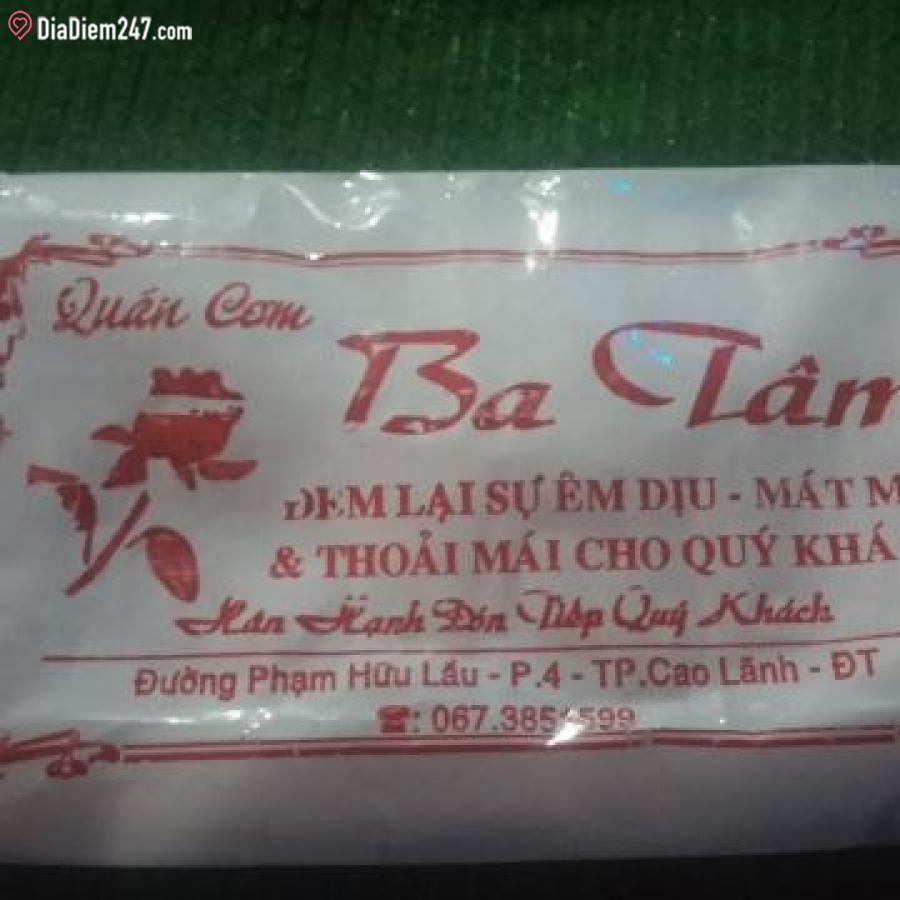 DiaDiem247.com
Quán Cơm
Ba Tâm
ĐEM LẠI SỰ ÊM DỊU - MÁT M
& THOẢI MÁI CHO QUÝ KHÁ
Hân Hạnh Đón Tiếp Quý Khách
Đường Phạm Hữu Lầu - P.4 - TP.Cao Lãnh - ĐT
☎: 067.385